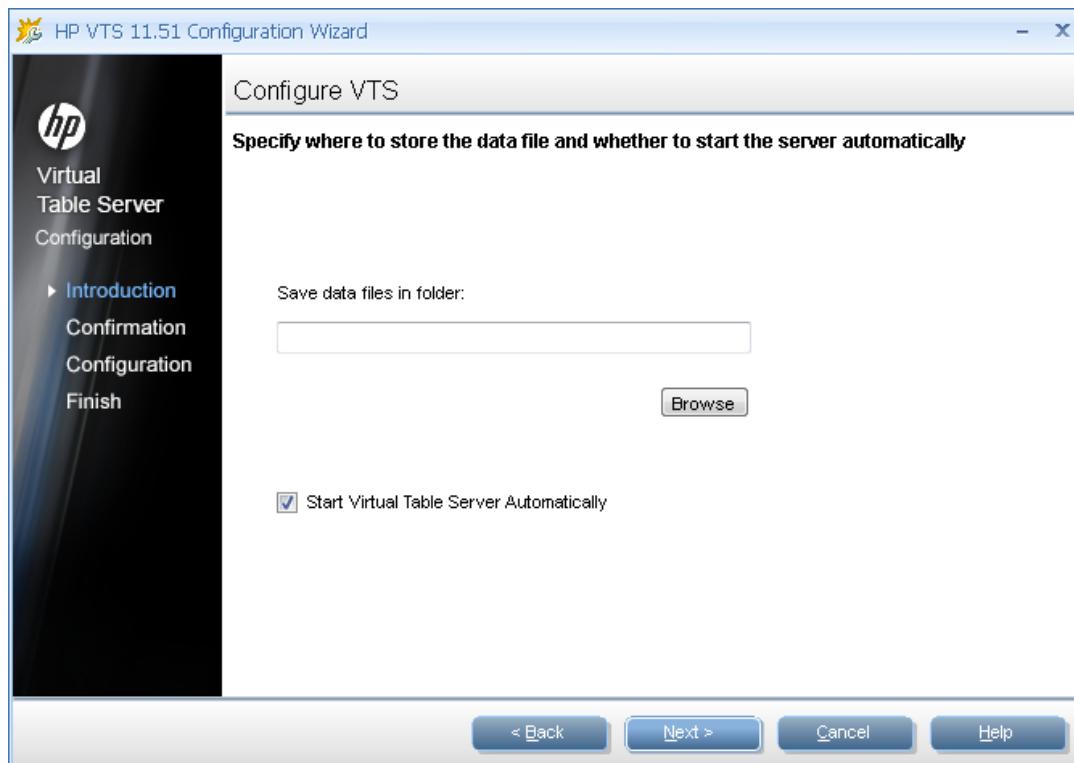 HP VTS 11.51 Configuration Wizard
hp
Virtual
Table Server
Configuration
Introduction
Confirmation
Configuration
Finish
Configure VTS
Specify where to store the data file and whether to start the server automatically
Save data files in folder:
Browse
Start Virtual Table Server Automatically
< Back
Next >
Cancel
Help